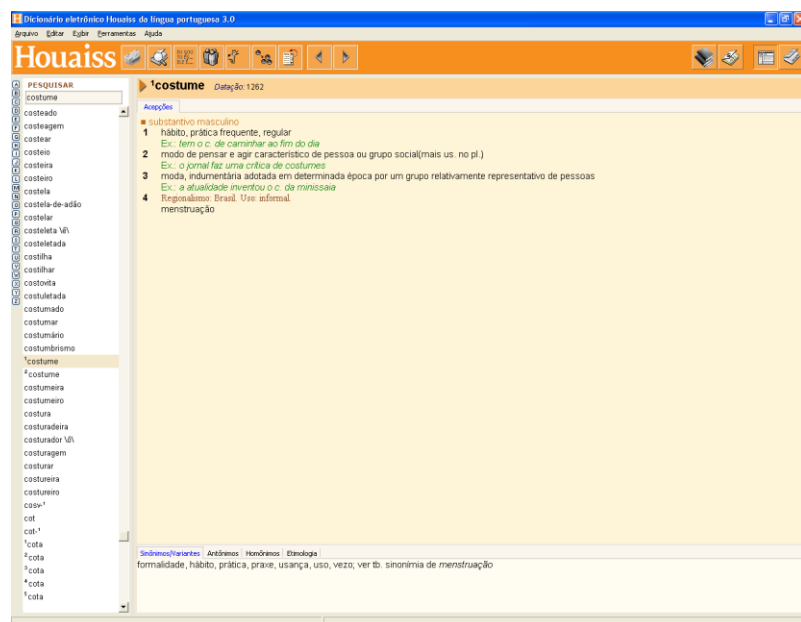 Dicionário eletrônico Houaiss da língua portuguesa 3.0
Arquivo Editar Exibir Ferramentas Ajuda
Houaiss
PESQUISAR
costume
costeado
costeagem
costear
costeio
costeira
costeiro
costela
costela-de-adão
costelar
costeleta \ê\
costeletada
costilha
costilhar
costovita
costuletada
costumado
costumar
costumário
costumbrismo
¹costume
²costume
costumeira
costumeiro
costura
costuradeira
costurador \ô\
costuragem
costurar
costureira
costureiro
cosv-¹
cot
cot-¹
¹cota
²cota
³cota
⁴cota
⁵cota
¹costume Datação: 1262
Acepções
substantivo masculino
1 hábito, prática frequente, regular
Ex.: tem o c. de caminhar ao fim do dia
2 modo de pensar e agir característico de pessoa ou grupo social(mais us. no pl.)
Ex.: o jornal faz uma crítica de costumes
3 moda, indumentária adotada em determinada época por um grupo relativamente representativo de pessoas
Ex.: a atualidade inventou o c. da minissaia
4 Regionalismo: Brasil. Uso: informal.
menstruação
Sinônimos/Variantes Antônimos Homônimos Etimologia
formalidade, hábito, prática, praxe, usança, uso, vezo; ver tb. sinonímia de menstruação